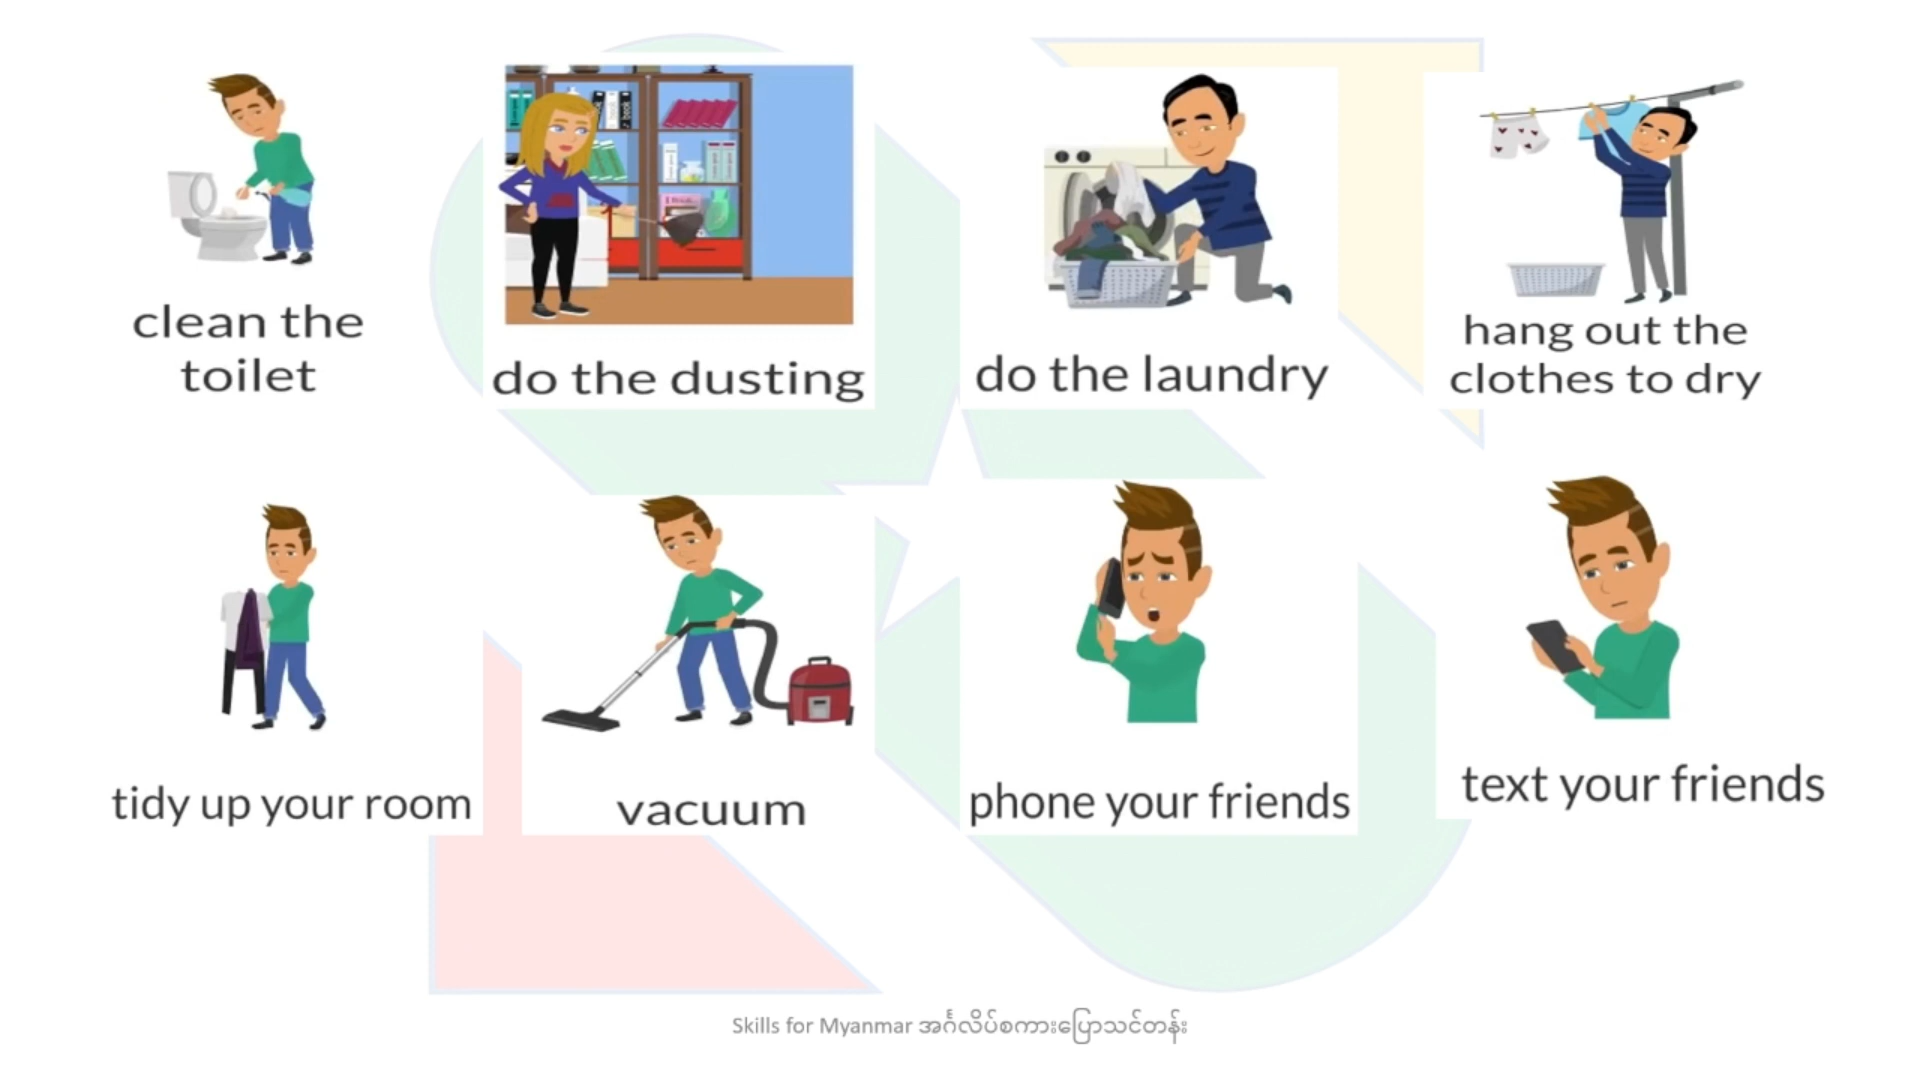 clean the
toilet
do the dusting
do the laundry
hang out the
clothes to dry
tidy up your room
vacuum
phone your friends
text your friends
Skills for Myanmar အင်္ဂလိပ်စကားပြောသင်တန်း